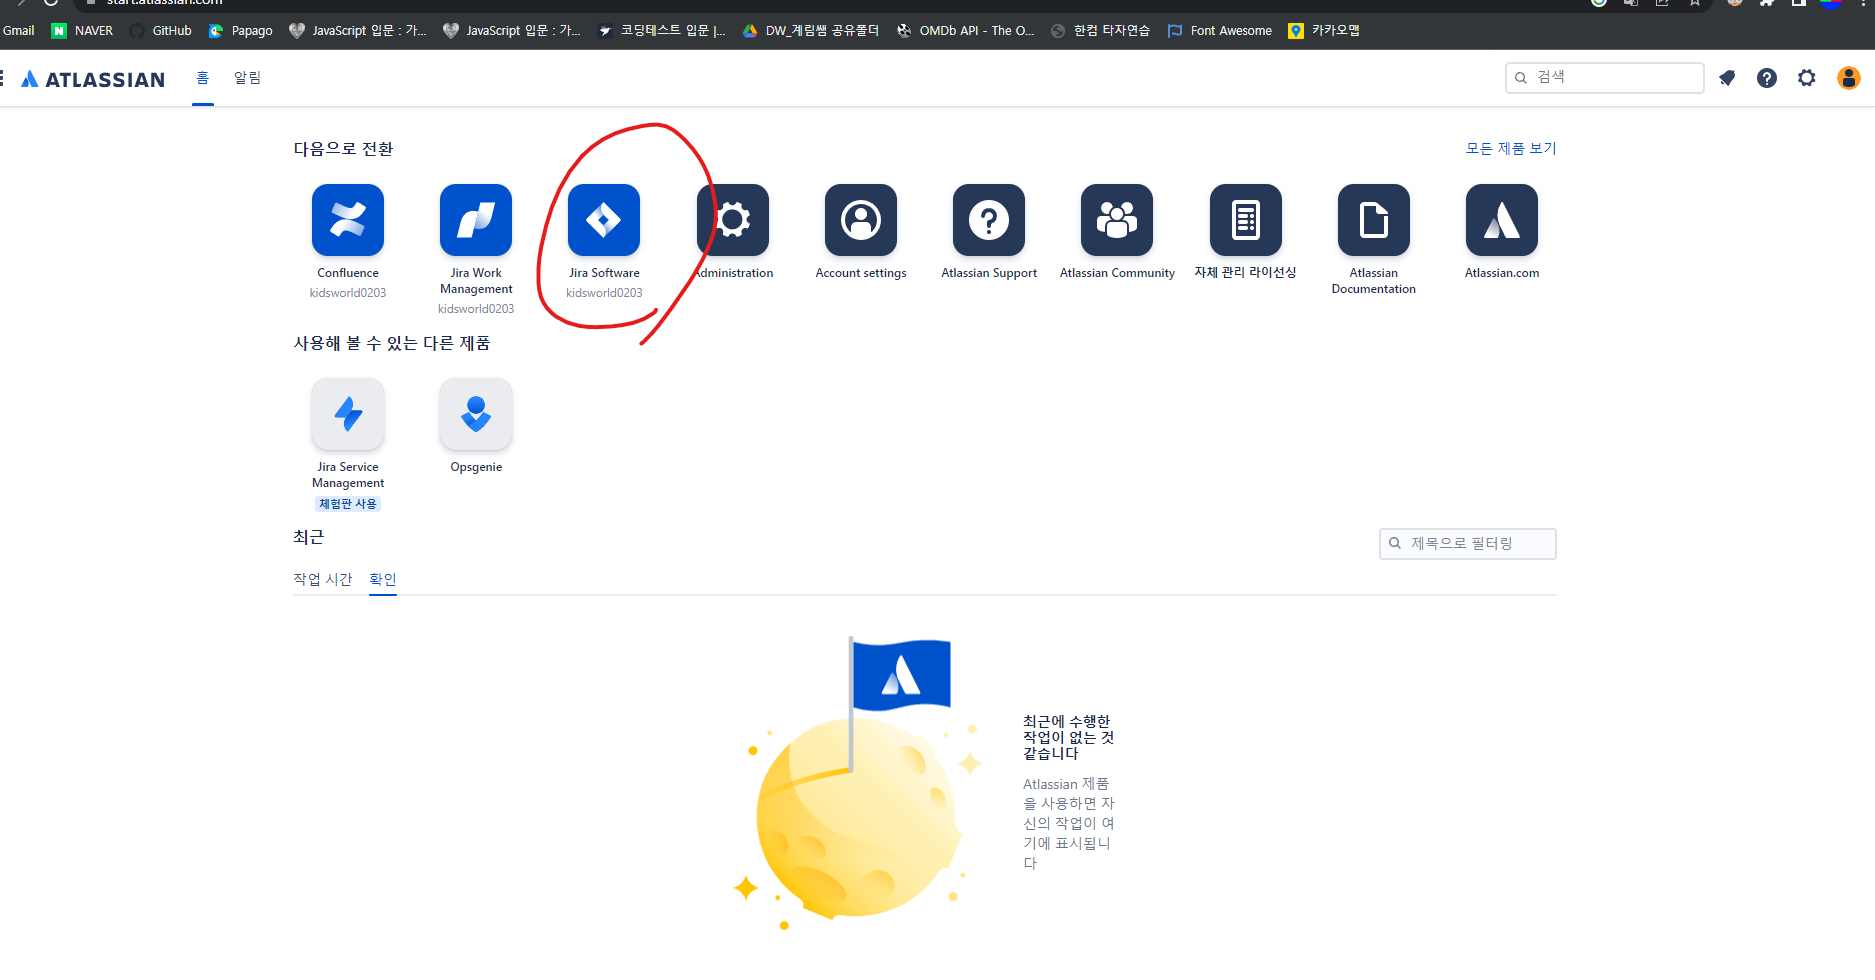 start.atlassian.com
Gmail NAVER GitHub Papago JavaScript 입문 : 가... JavaScript 입문 : 가... 코딩테스트 입문 |... DW_계림쌤 공유폴더 OMDb API - The O... 한컴 타자연습 Font Awesome 카카오맵
ATLASSIAN 홈 알림 검색
다음으로 전환 모든 제품 보기
Confluence
kidsworld0203
Jira Work
Management
kidsworld0203
Jira Software
kidsworld0203
Administration
Account settings
Atlassian Support
Atlassian Community
자체 관리 라이선싱
Atlassian
Documentation
Atlassian.com
사용해 볼 수 있는 다른 제품
Jira Service
Management
체험판 사용
Opsgenie
최근 제목으로 필터링
작업 시간 확인
최근에 수행한
작업이 없는 것
같습니다
Atlassian 제품
을 사용하면 자
신의 작업이 여
기에 표시됩니
다